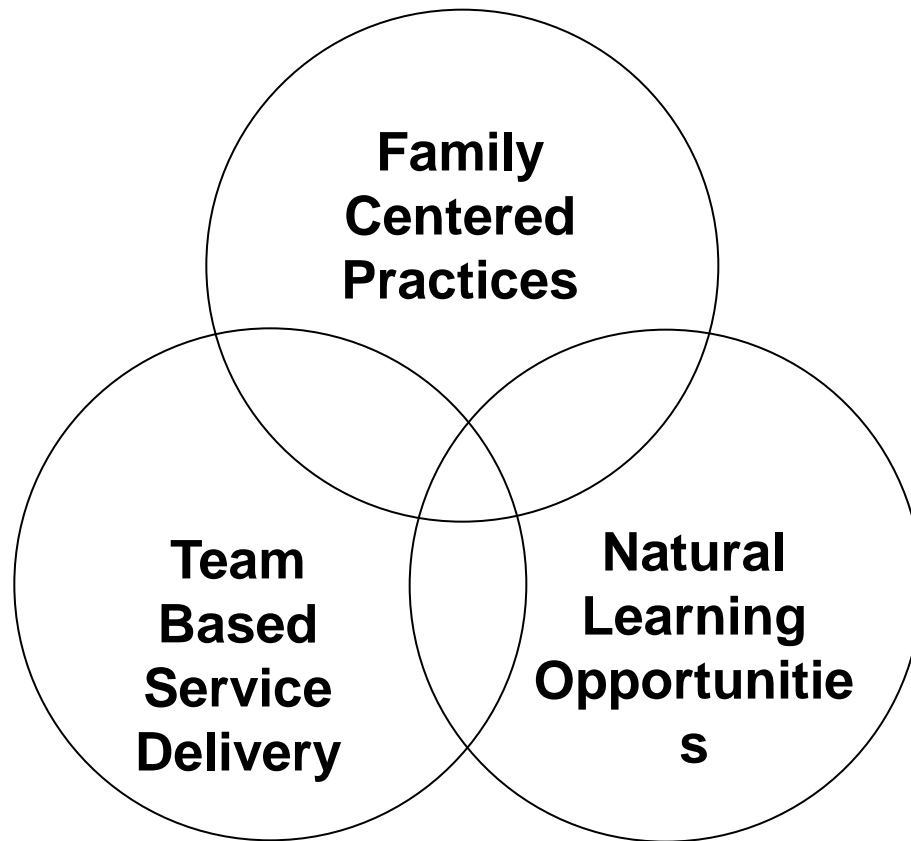 Family
Centered
Practices
Team
Based
Service
Delivery
Natural
Learning
Opportunitie
s